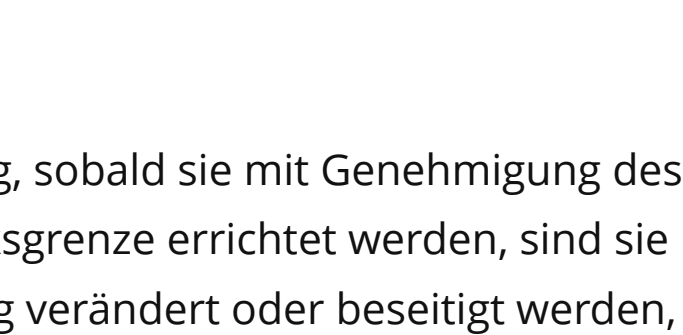 g, sobald sie mit Genehmigung des
sgrenze errichtet werden, sind sie
g verändert oder beseitigt werden,